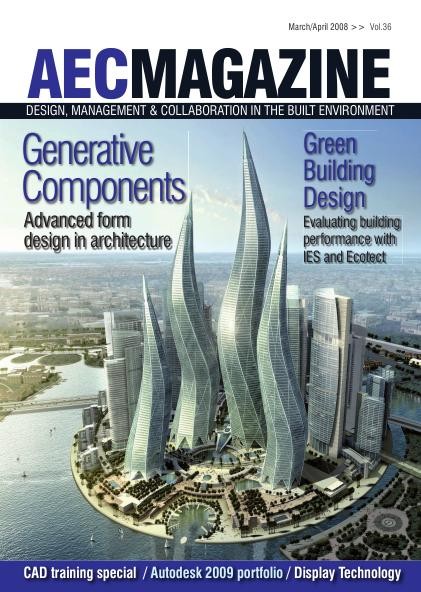 March/April 2008 >> Vol.36
AECMAGAZINE
DESIGN, MANAGEMENT & COLLABORATION IN THE BUILT ENVIRONMENT
Generative
Components
Advanced form
design in architecture
Green
Building
Design
Evaluating building
performance with
IES and Ecotect
CAD training special / Autodesk 2009 portfolio / Display Technology